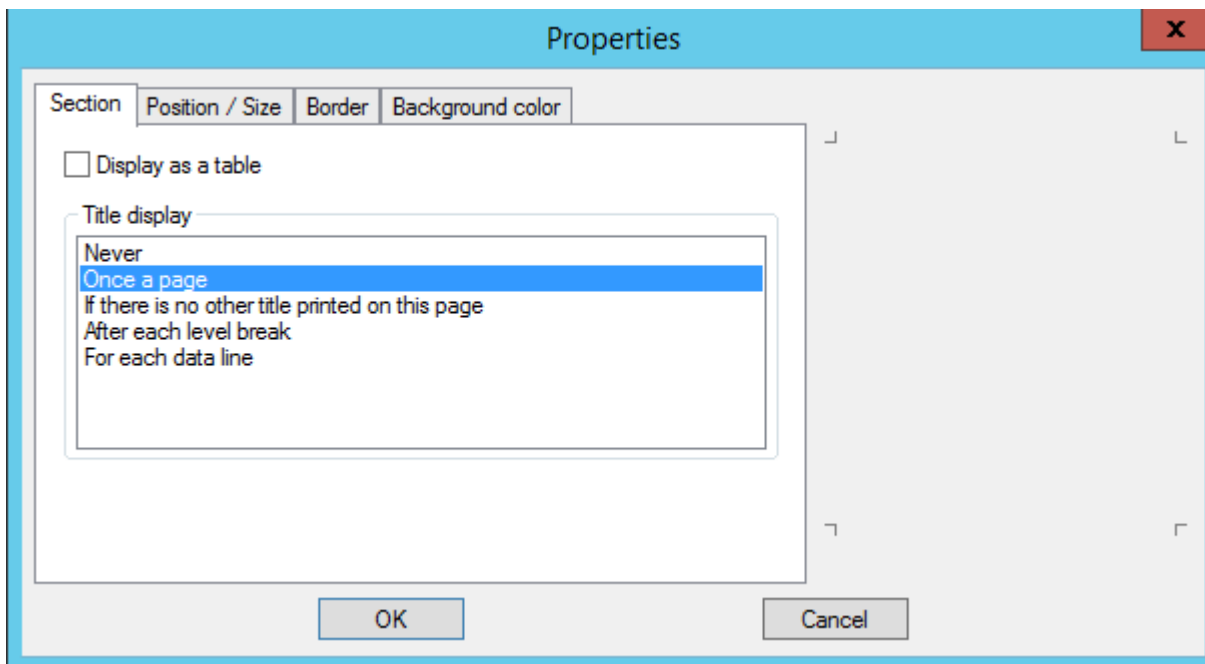 Properties
x
Section Position / Size Border Background color
Display as a table
Title display
Never
Once a page
If there is no other title printed on this page
After each level break
For each data line
OK Cancel